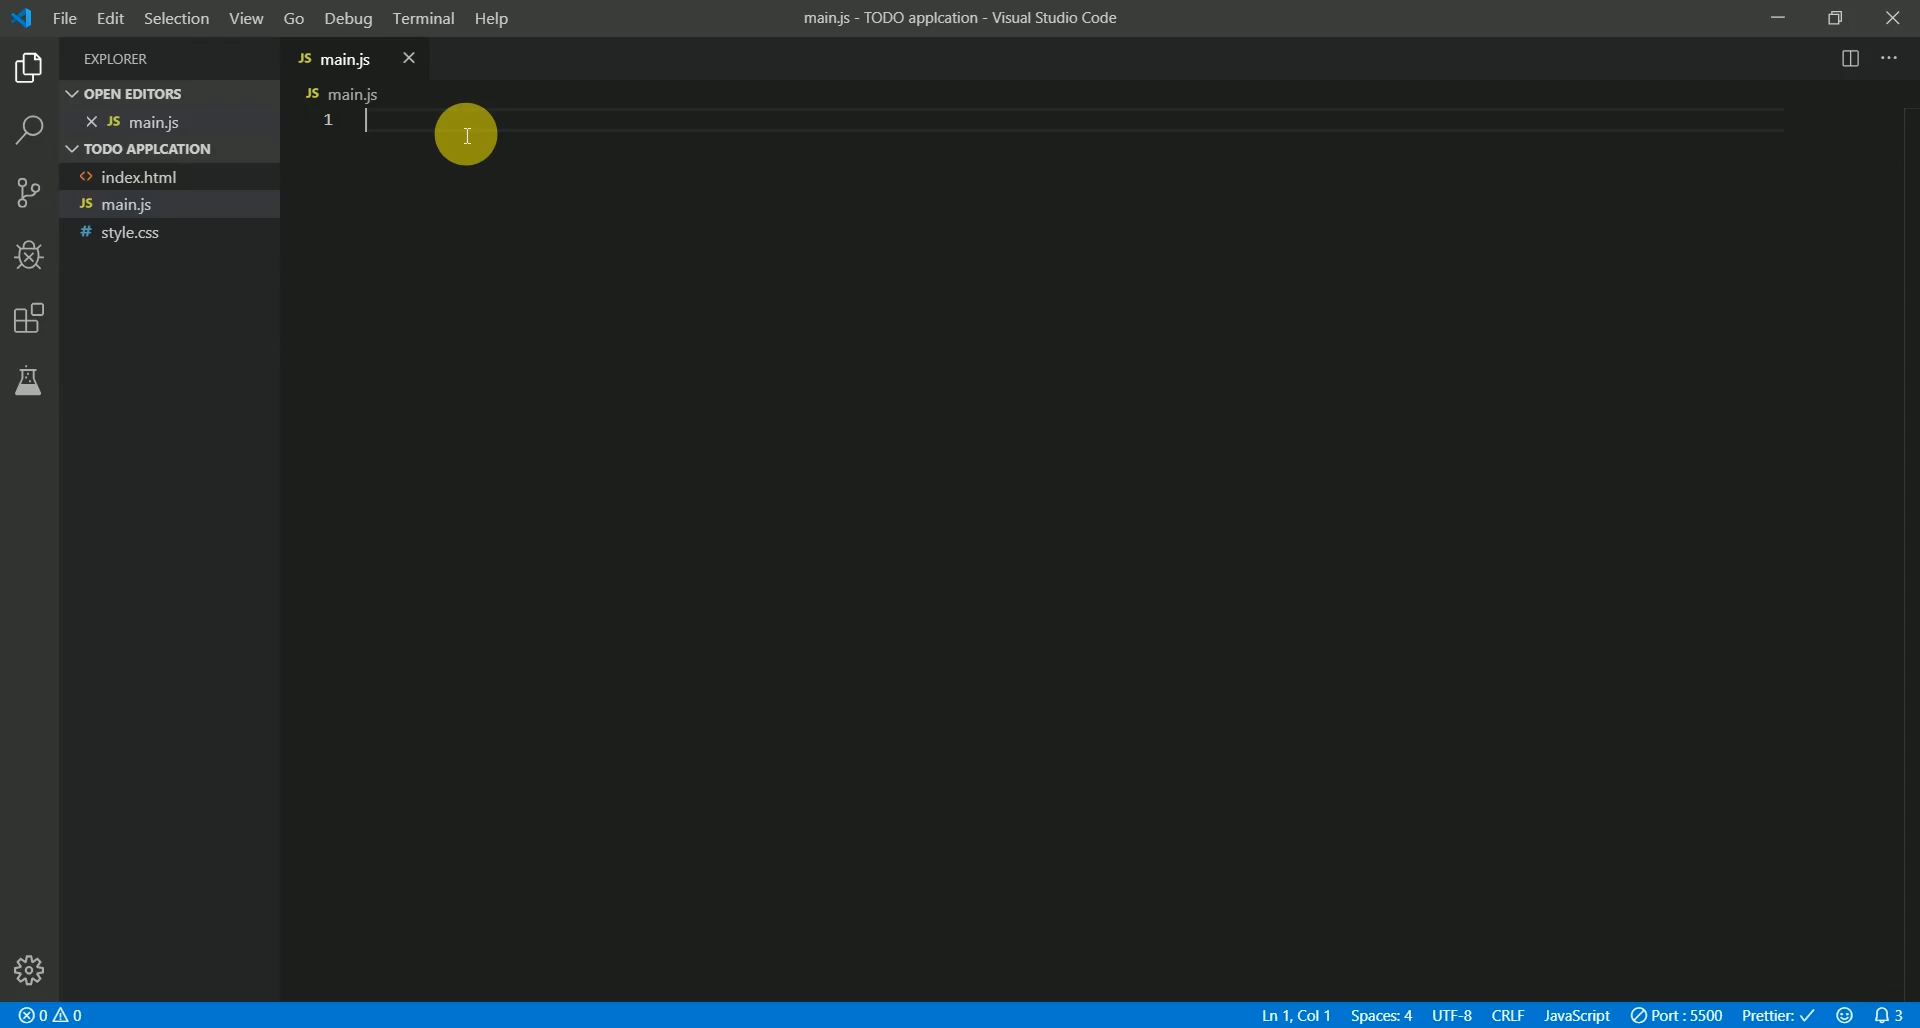 File Edit Selection View Go Debug Terminal Help
main.js - TODO applcation - Visual Studio Code
EXPLORER
OPEN EDITORS
JS main.js
TODO APPLCATION
<> index.html
JS main.js
# style.css
JS main.js
JS main.js
1
0 0
Ln 1, Col 1 Spaces: 4 UTF-8 CRLF JavaScript Port : 5500 Prettier: ✓ 3